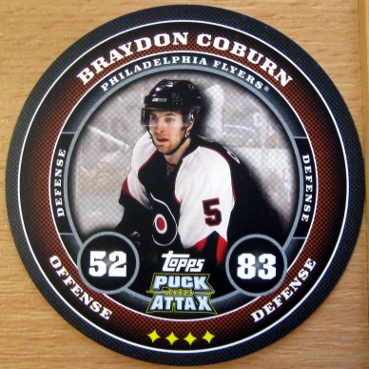 BRAYDON COBURN
PHILADELPHIA FLYERS®
DEFENSE
DEFENSE
5
52
83
Topps
PUCK
ATTAX
OFFENSE
DEFENSE